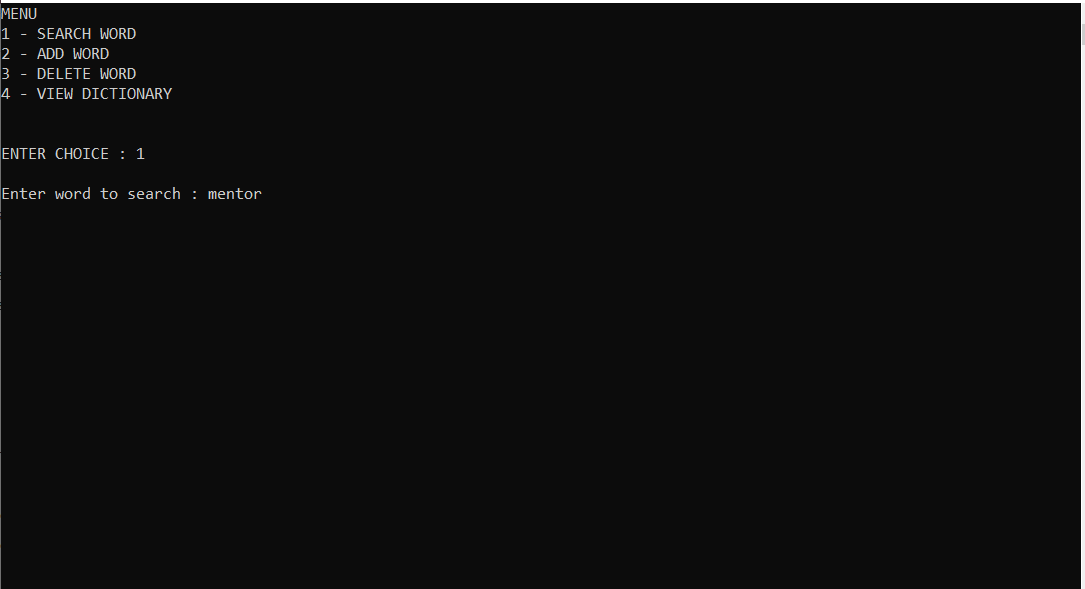 MENU
1 - SEARCH WORD
2 - ADD WORD
3 - DELETE WORD
4 - VIEW DICTIONARY
ENTER CHOICE : 1
Enter word to search : mentor